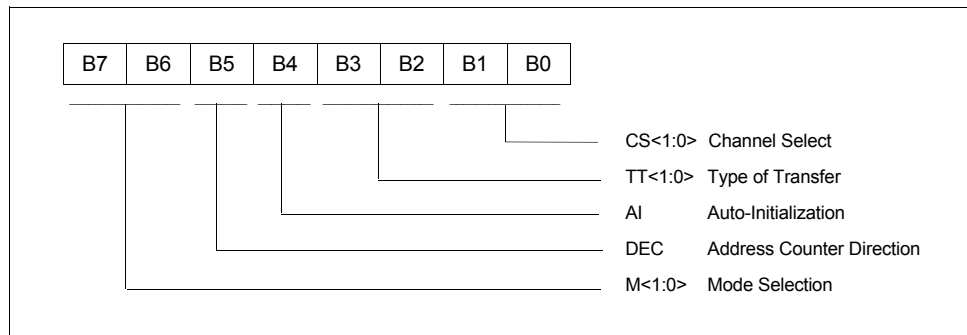 B7 B6 B5 B4 B3 B2 B1 B0
CS<1:0> Channel Select
TT<1:0> Type of Transfer
AI Auto-Initialization
DEC Address Counter Direction
M<1:0> Mode Selection